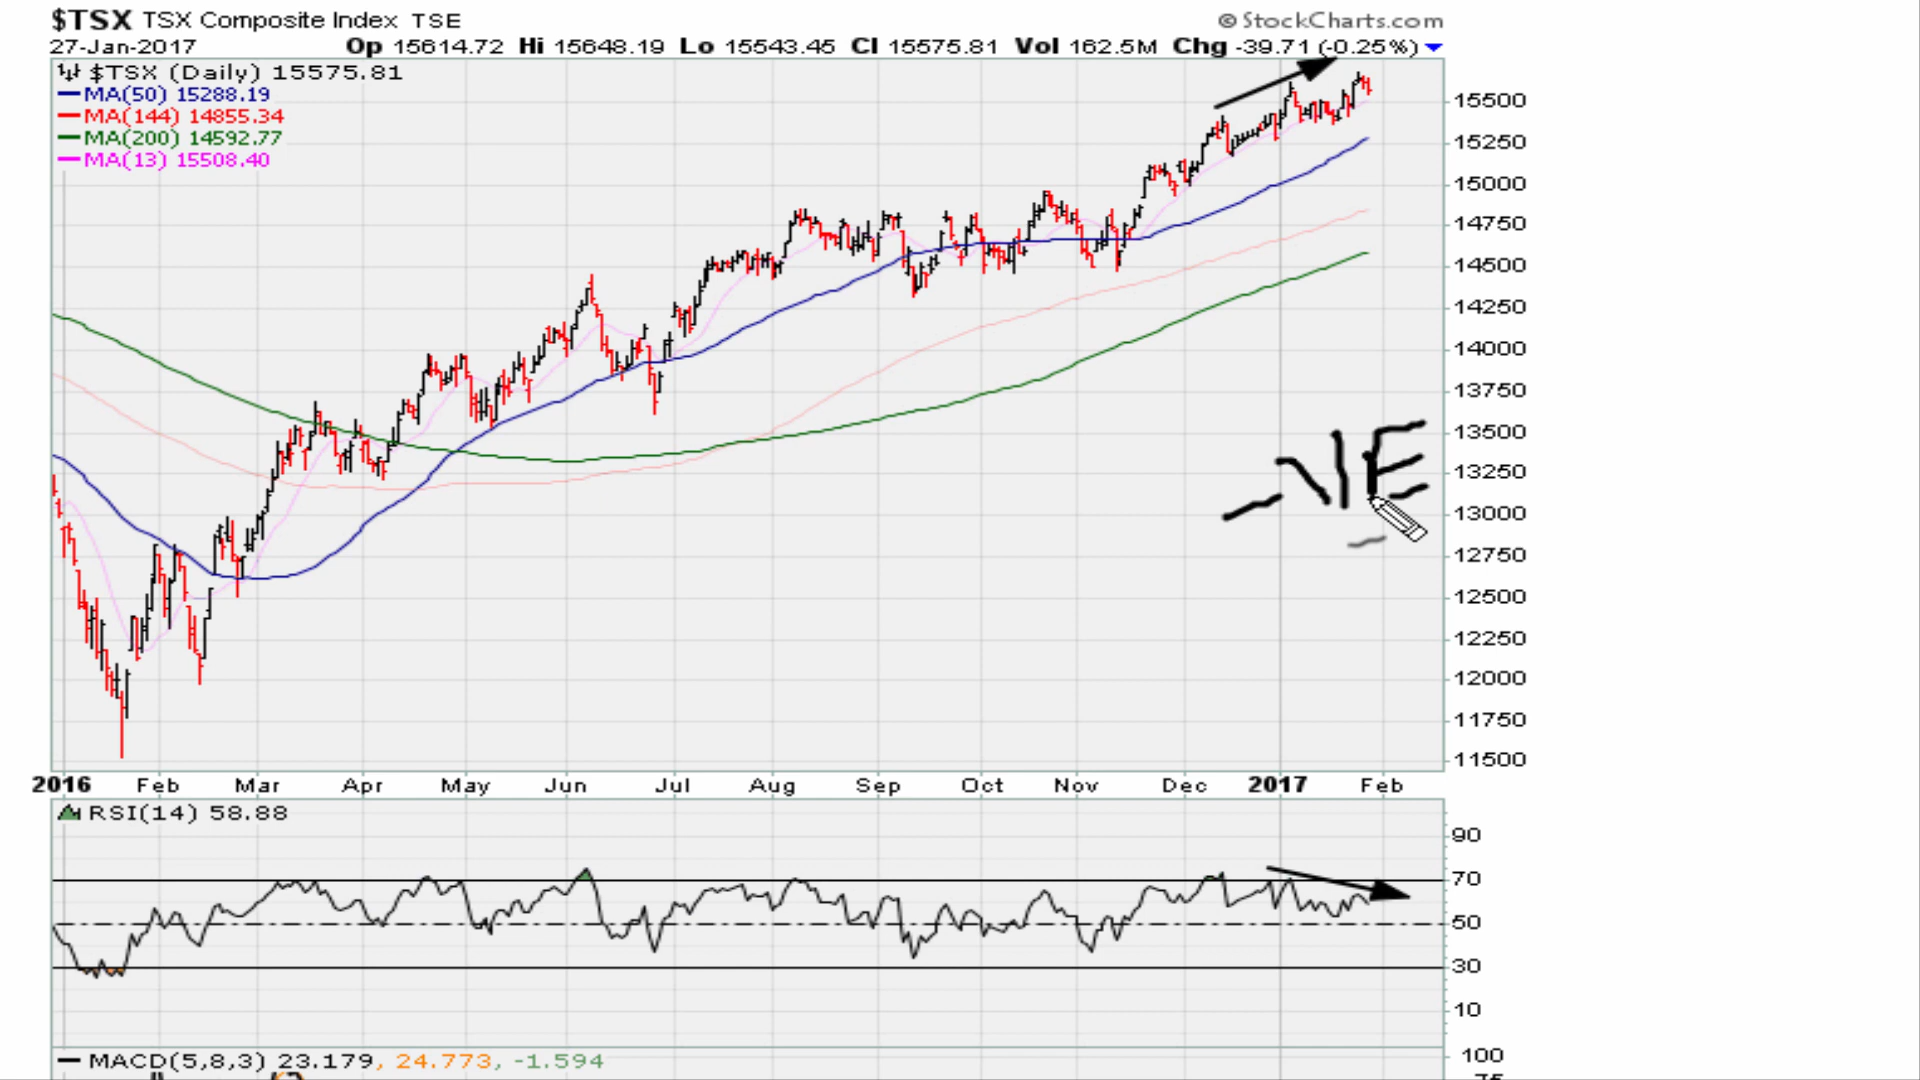 $TSX TSX Composite Index TSE © StockCharts.com
27-Jan-2017 Op 15614.72 Hi 15648.19 Lo 15543.45 Cl 15575.81 Vol 162.5M Chg -39.71 (-0.25%)
$TSX (Daily) 15575.81
MA(50) 15288.19
MA(144) 14855.34
MA(200) 14592.77
MA(13) 15508.40
15500
15250
15000
14750
14500
14250
14000
13750
13500
13250
13000
12750
12500
12250
12000
11750
11500
-VE
2016 Feb Mar Apr May Jun Jul Aug Sep Oct Nov Dec 2017 Feb
RSI(14) 58.88
90
70
50
30
10
MACD(5,8,3) 23.179, 24.773, -1.594
100